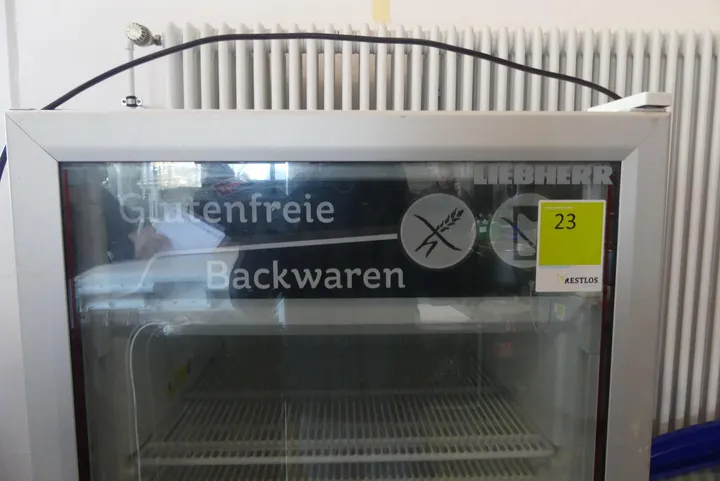 LIEBHERR
Glutenfreie
Backwaren
23
RESTLOS